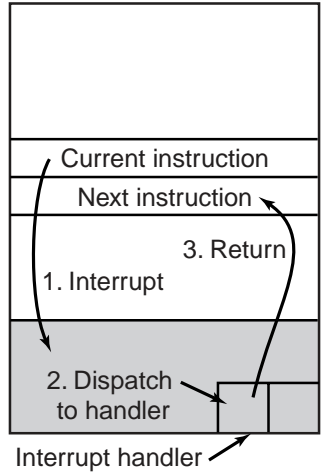 Current instruction
Next instruction
3. Return
1. Interrupt
2. Dispatch
to handler
Interrupt handler